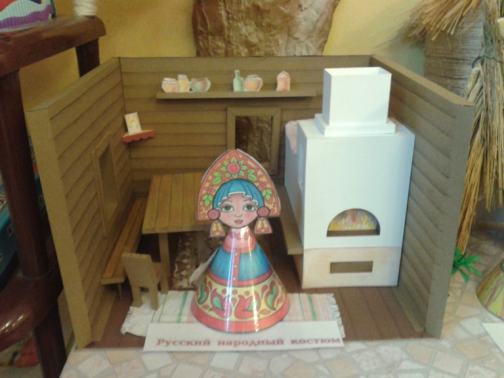 Русский народный костюм